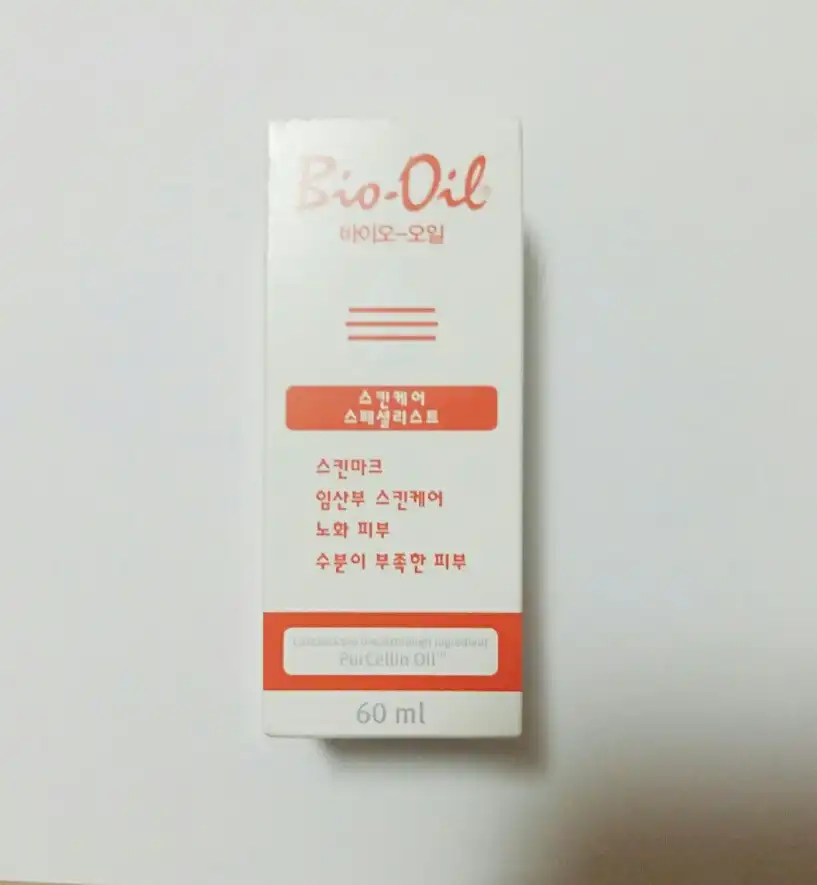 Bio-Oil®
바이오-오일
스킨케어
스페셜리스트
스킨마크
임산부 스킨케어
노화 피부
수분이 부족한 피부
ingredient
PurCellin Oil™
60 ml